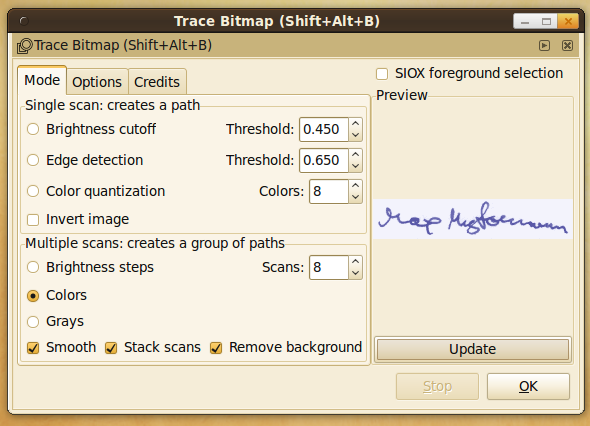 Trace Bitmap (Shift+Alt+B)
Trace Bitmap (Shift+Alt+B)
Mode Options Credits
SIOX foreground selection
Single scan: creates a path
Brightness cutoff Threshold: 0.450
Edge detection Threshold: 0.650
Color quantization Colors: 8
Invert image
Multiple scans: creates a group of paths
Brightness steps Scans: 8
Colors
Grays
Smooth Stack scans Remove background
Preview
Update
Stop OK